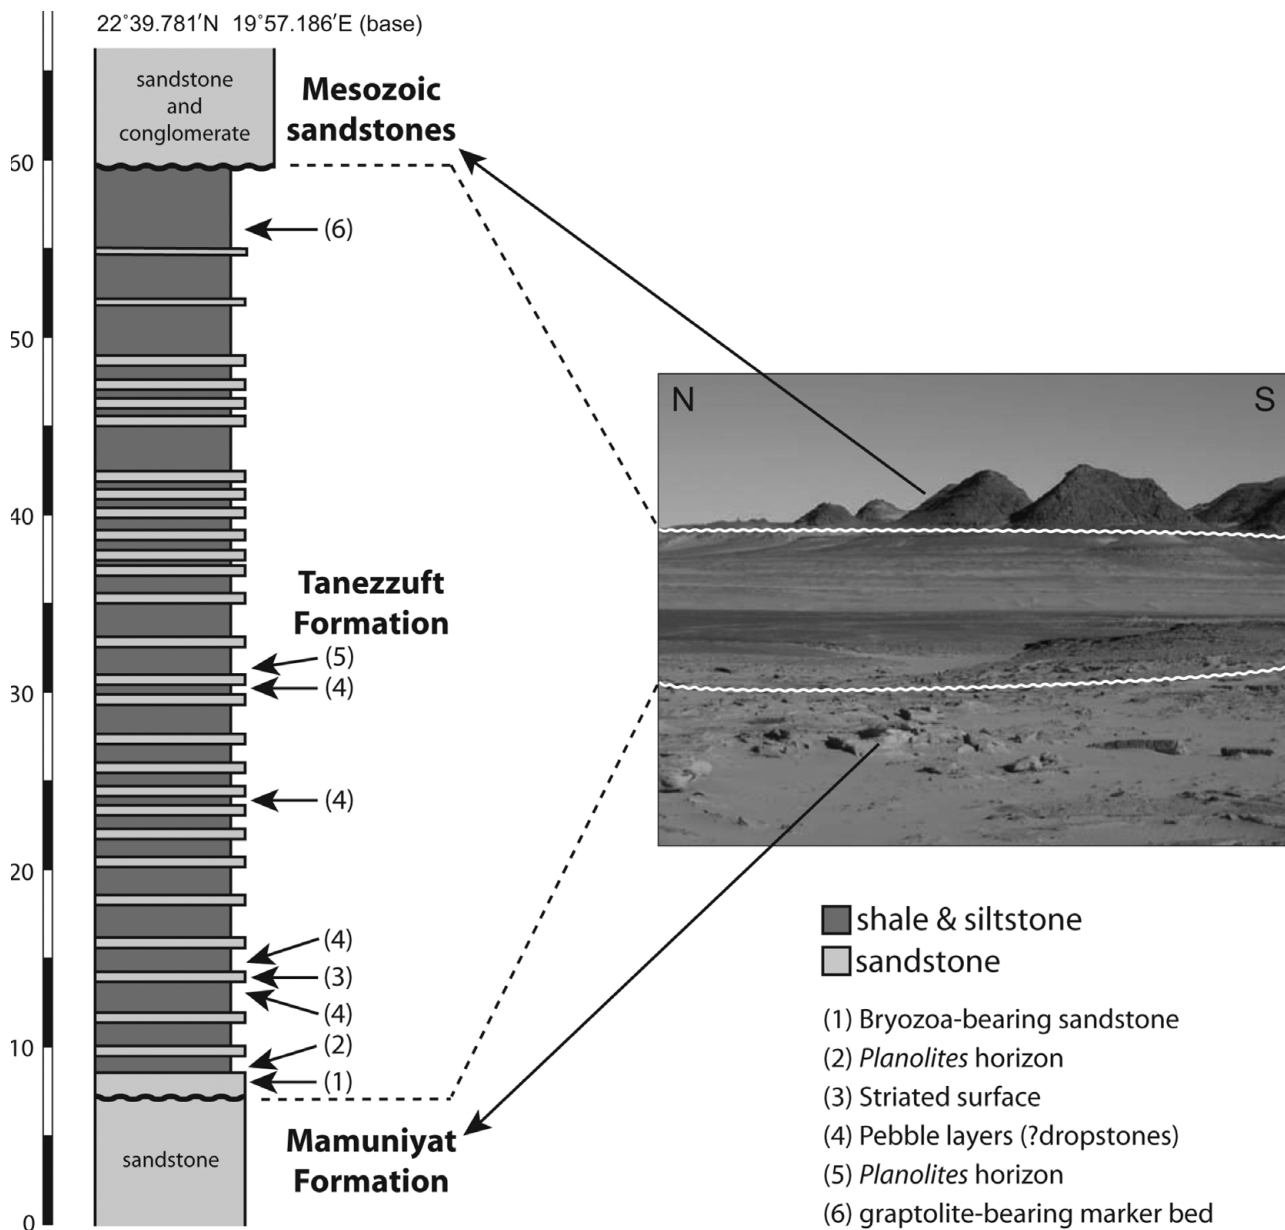 22°39.781′N 19°57.186′E (base)
sandstone
and
conglomerate
Mesozoic
sandstones
60
(6)
50
N
S
40
Tanezzuft
Formation
(5)
(4)
30
(4)
20
(4)
(3)
(4)
(2)
10
(1)
Mamuniyat
Formation
sandstone
0
shale & siltstone
sandstone
(1) Bryozoa-bearing sandstone
(2) Planolites horizon
(3) Striated surface
(4) Pebble layers (?dropstones)
(5) Planolites horizon
(6) graptolite-bearing marker bed